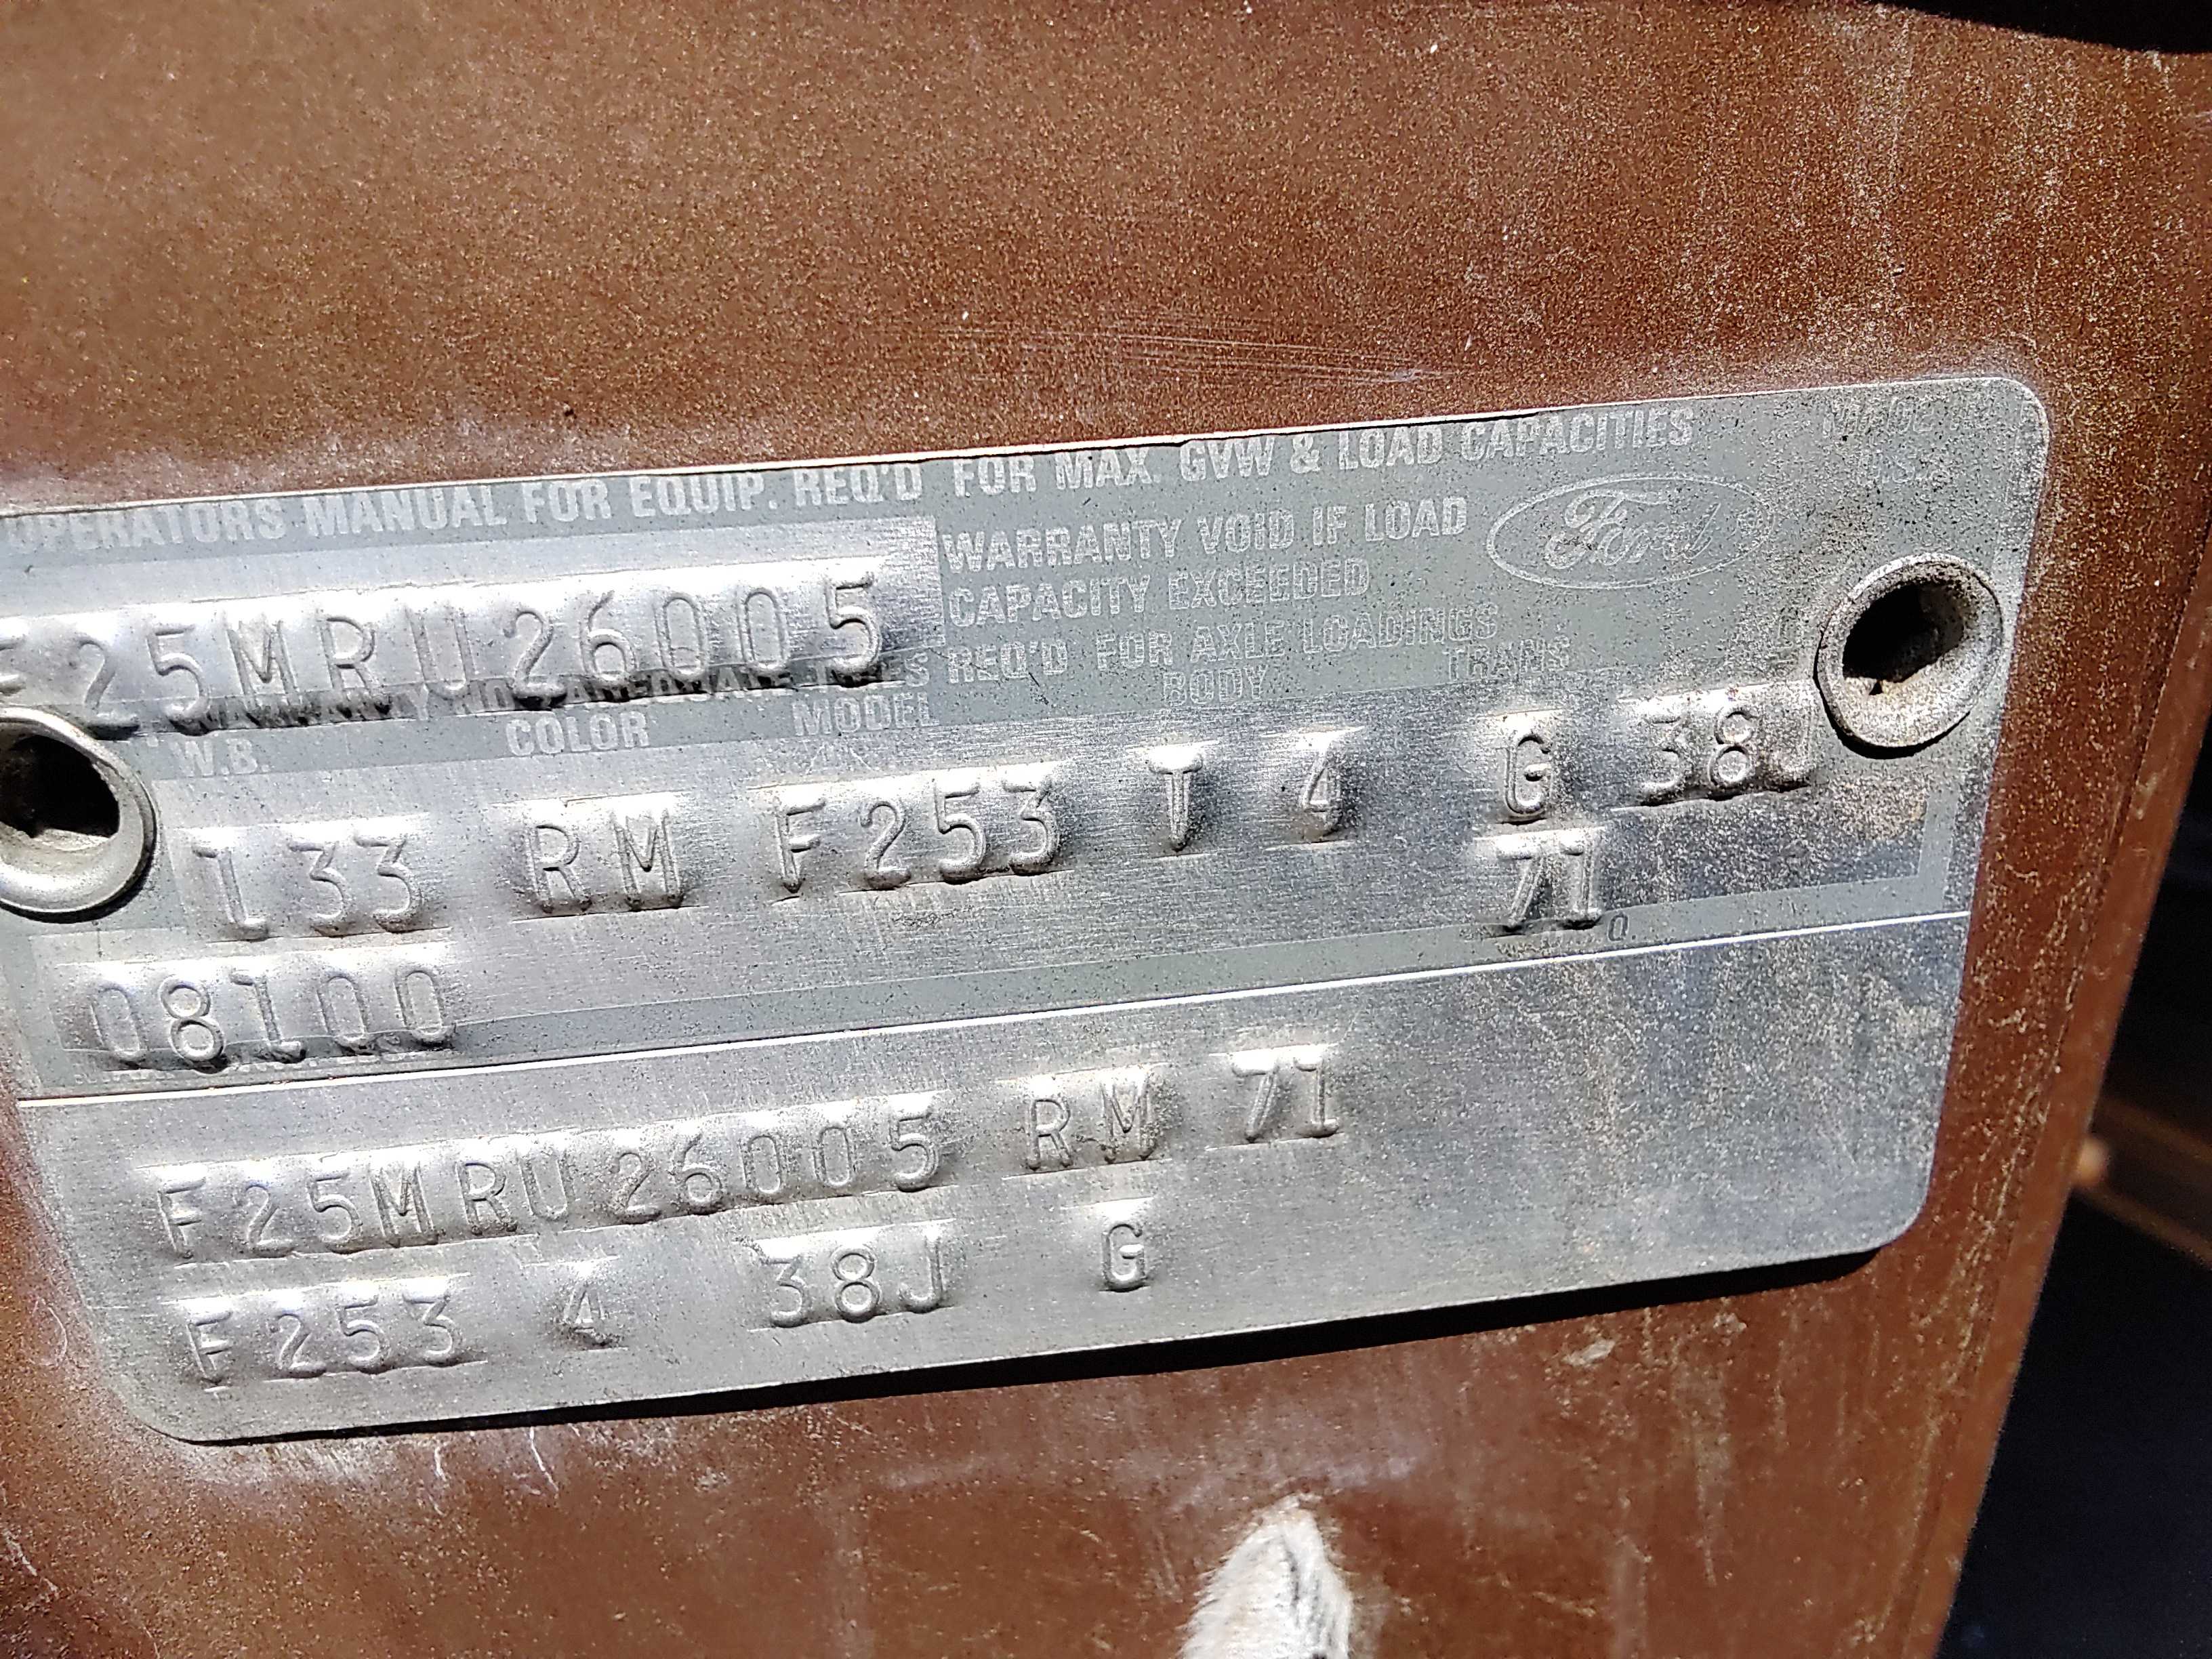 OPERATORS MANUAL FOR EQUIP. REQ'D FOR MAX. GVW & LOAD CAPACITIES
WARRANTY VOID IF LOAD
CAPACITY EXCEEDED
Ford
F25MRU26005
REQ'D FOR AXLE LOADINGS
W.B. COLOR MODEL BODY TRANS
133 RM F253 T 4 G 38J
71
08100
F25MRU26005 RM 71
F253 4 38J G